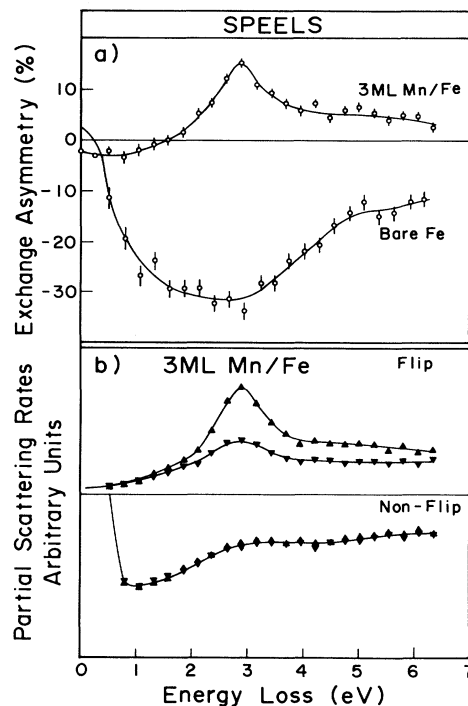 SPEELS
a)
Exchange Asymmetry (%)
10
0
-10
-20
-30
3ML Mn/Fe
Bare Fe
b) 3ML Mn/Fe
Flip
Non-Flip
Partial Scattering Rates
Arbitrary Units
0 1 2 3 4 5 6 7
Energy Loss (eV)